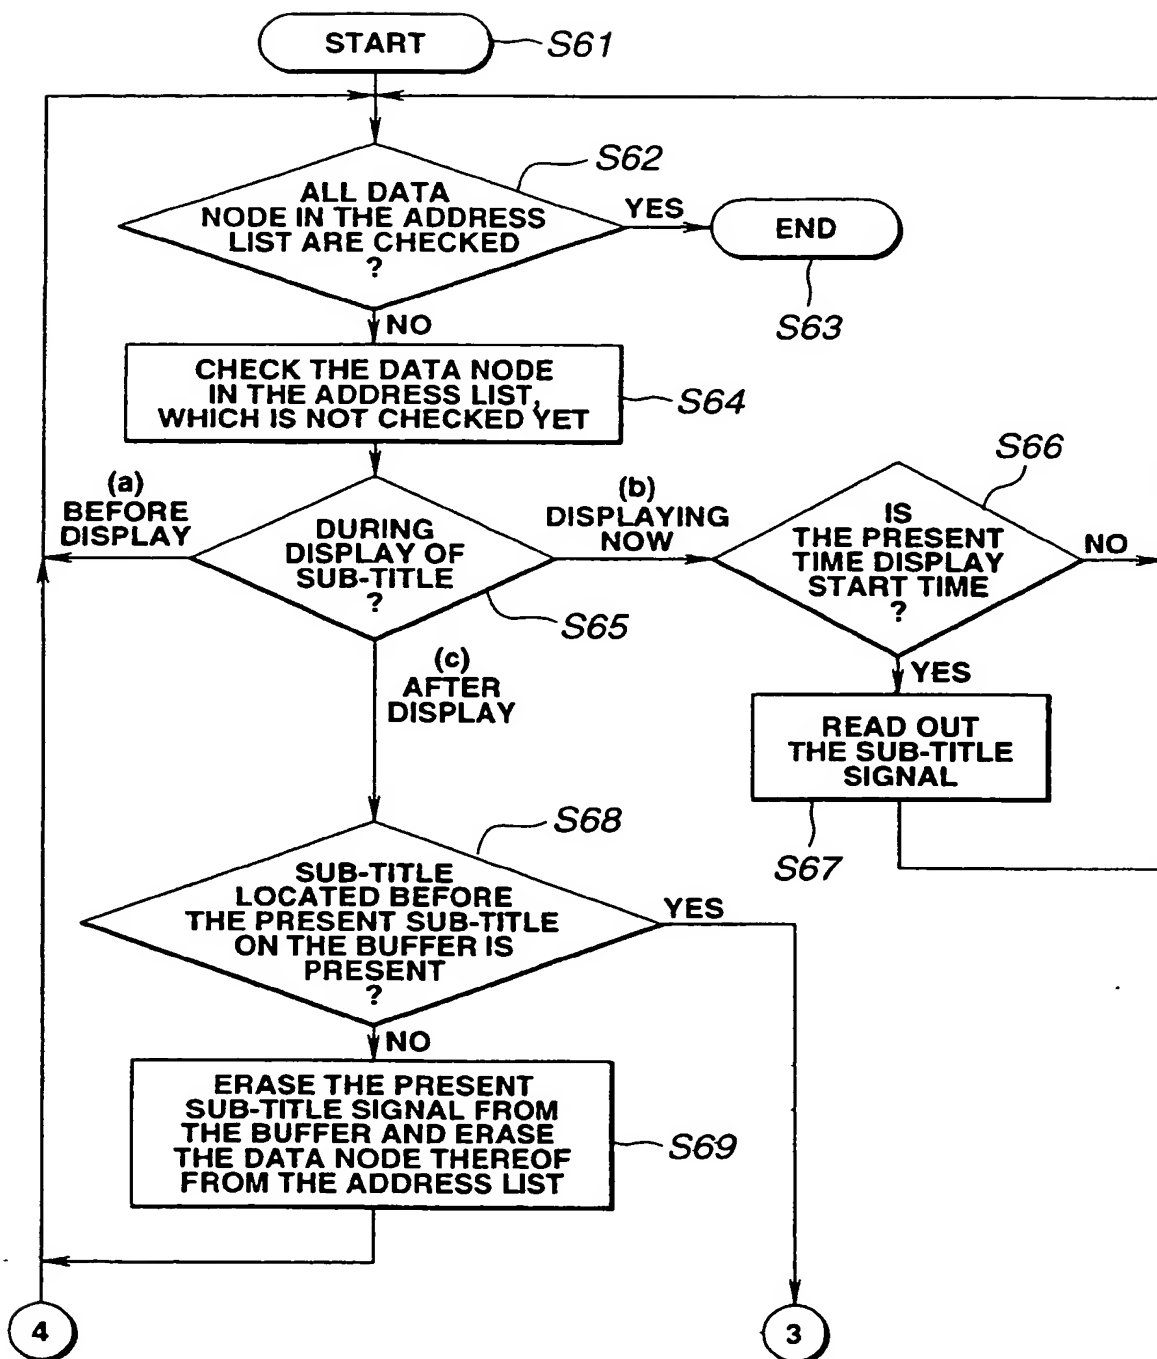 START
S61
S62
ALL DATA
NODE IN THE ADDRESS
LIST ARE CHECKED
?
YES
END
S63
NO
CHECK THE DATA NODE
IN THE ADDRESS LIST,
WHICH IS NOT CHECKED YET
S64
(a)
BEFORE
DISPLAY
DURING
DISPLAY OF
SUB-TITLE
?
S65
(b)
DISPLAYING
NOW
S66
IS
THE PRESENT
TIME DISPLAY
START TIME
?
NO
YES
READ OUT
THE SUB-TITLE
SIGNAL
S67
(c)
AFTER
DISPLAY
S68
SUB-TITLE
LOCATED BEFORE
THE PRESENT SUB-TITLE
ON THE BUFFER IS
PRESENT
?
YES
NO
ERASE THE PRESENT
SUB-TITLE SIGNAL FROM
THE BUFFER AND ERASE
THE DATA NODE THEREOF
FROM THE ADDRESS LIST
S69
4
3